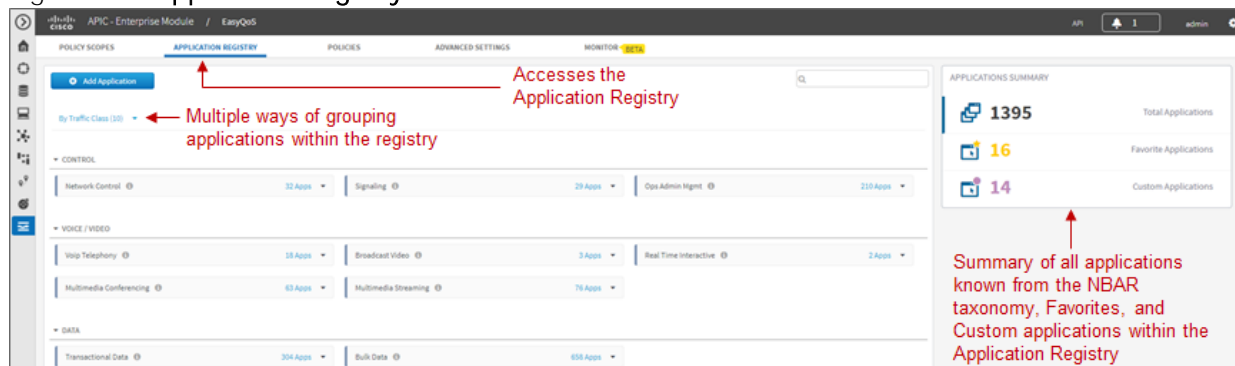 Application Registry
cisco APIC - Enterprise Module / EasyQoS
API 1 admin
POLICY SCOPES APPLICATION REGISTRY POLICIES ADVANCED SETTINGS MONITOR BETA
Add Application
Accesses the
Application Registry
By Traffic Class (10)
Multiple ways of grouping
applications within the registry
CONTROL
Network Control 32 Apps Signaling 29 Apps Ops Admin Mgmt 210 Apps
VOICE / VIDEO
Voip Telephony 18 Apps Broadcast Video 3 Apps Real Time Interactive 2 Apps
Multimedia Conferencing 63 Apps Multimedia Streaming 76 Apps
DATA
Transactional Data 304 Apps Bulk Data 658 Apps
APPLICATIONS SUMMARY
1395 Total Applications
16 Favorite Applications
14 Custom Applications
Summary of all applications
known from the NBAR
taxonomy, Favorites, and
Custom applications within the
Application Registry